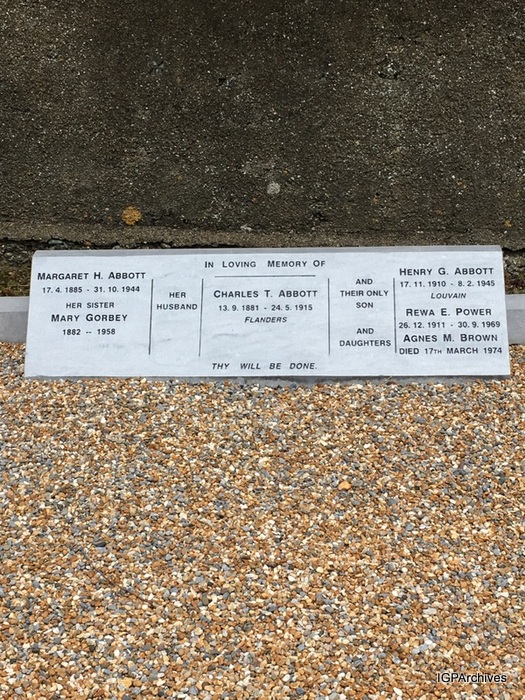 IN LOVING MEMORY OF
MARGARET H. ABBOTT
17. 4. 1885 - 31. 10. 1944
HER SISTER
MARY GORBEY
1882 -- 1958
HER
HUSBAND
CHARLES T. ABBOTT
13. 9. 1881 - 24. 5. 1915
FLANDERS
AND
THEIR ONLY
SON
AND
DAUGHTERS
HENRY G. ABBOTT
17. 11. 1910 - 8. 2. 1945
LOUVAIN
REWA E. POWER
26. 12. 1911 - 30. 9. 1969
AGNES M. BROWN
DIED 17TH MARCH 1974
THY WILL BE DONE.
IGPArchives